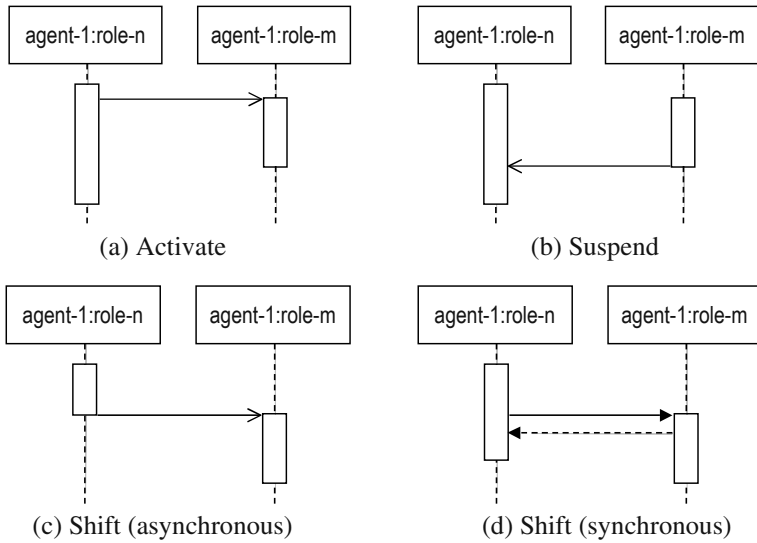 agent-1:role-n
agent-1:role-m
agent-1:role-n
agent-1:role-m
(a) Activate
(b) Suspend
agent-1:role-n
agent-1:role-m
agent-1:role-n
agent-1:role-m
(c) Shift (asynchronous)
(d) Shift (synchronous)